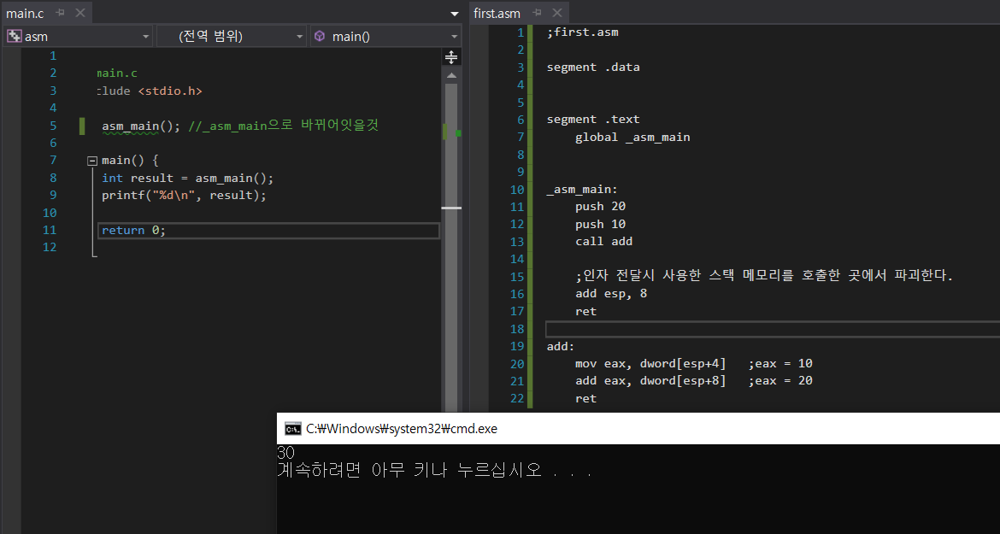 main.c
asm
(전역 범위)
main()
1
2 main.c
3 clude <stdio.h>
4
5 asm_main(); //_asm_main으로 바뀌어잇을것
6
7 main() {
8 int result = asm_main();
9 printf("%d\n", result);
10
11 return 0;
12
first.asm
1 ;first.asm
2
3 segment .data
4
5
6 segment .text
7 global _asm_main
8
9
10 _asm_main:
11 push 20
12 push 10
13 call add
14
15 ;인자 전달시 사용한 스택 메모리를 호출한 곳에서 파괴한다.
16 add esp, 8
17 ret
18
19 add:
20 mov eax, dword[esp+4] ;eax = 10
21 add eax, dword[esp+8] ;eax = 20
22 ret
C:\Windows\system32\cmd.exe
30
계속하려면 아무 키나 누르십시오 . . .